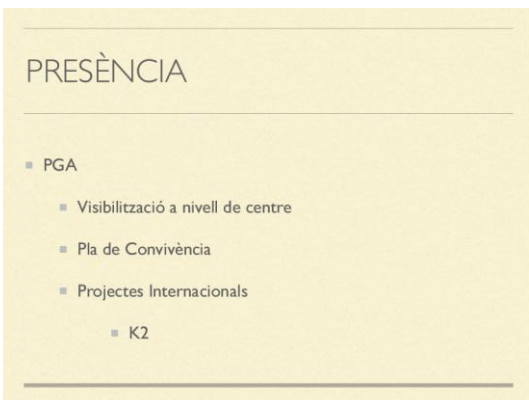 PRESÈNCIA
PGA
Visibilització a nivell de centre
Pla de Convivència
Projectes Internacionals
K2